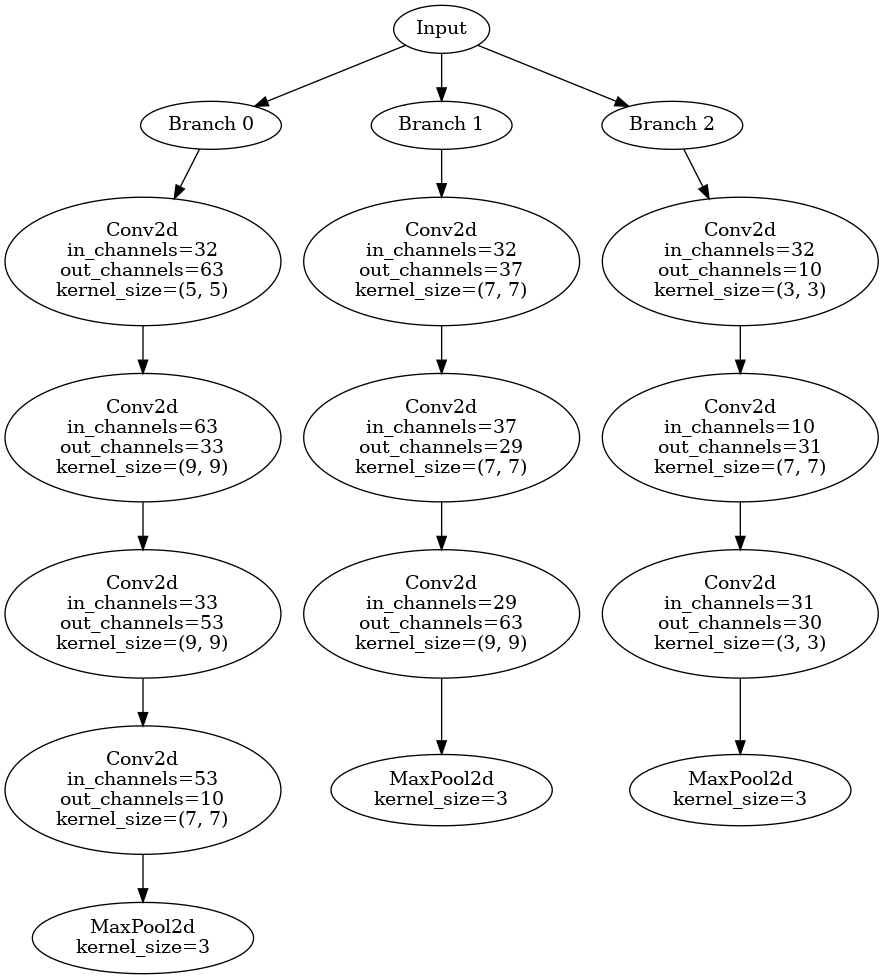 Input
Branch 0
Branch 1
Branch 2
Conv2d
in_channels=32
out_channels=63
kernel_size=(5, 5)
Conv2d
in_channels=32
out_channels=37
kernel_size=(7, 7)
Conv2d
in_channels=32
out_channels=10
kernel_size=(3, 3)
Conv2d
in_channels=63
out_channels=33
kernel_size=(9, 9)
Conv2d
in_channels=37
out_channels=29
kernel_size=(7, 7)
Conv2d
in_channels=10
out_channels=31
kernel_size=(7, 7)
Conv2d
in_channels=33
out_channels=53
kernel_size=(9, 9)
Conv2d
in_channels=29
out_channels=63
kernel_size=(9, 9)
Conv2d
in_channels=31
out_channels=30
kernel_size=(3, 3)
Conv2d
in_channels=53
out_channels=10
kernel_size=(7, 7)
MaxPool2d
kernel_size=3
MaxPool2d
kernel_size=3
MaxPool2d
kernel_size=3